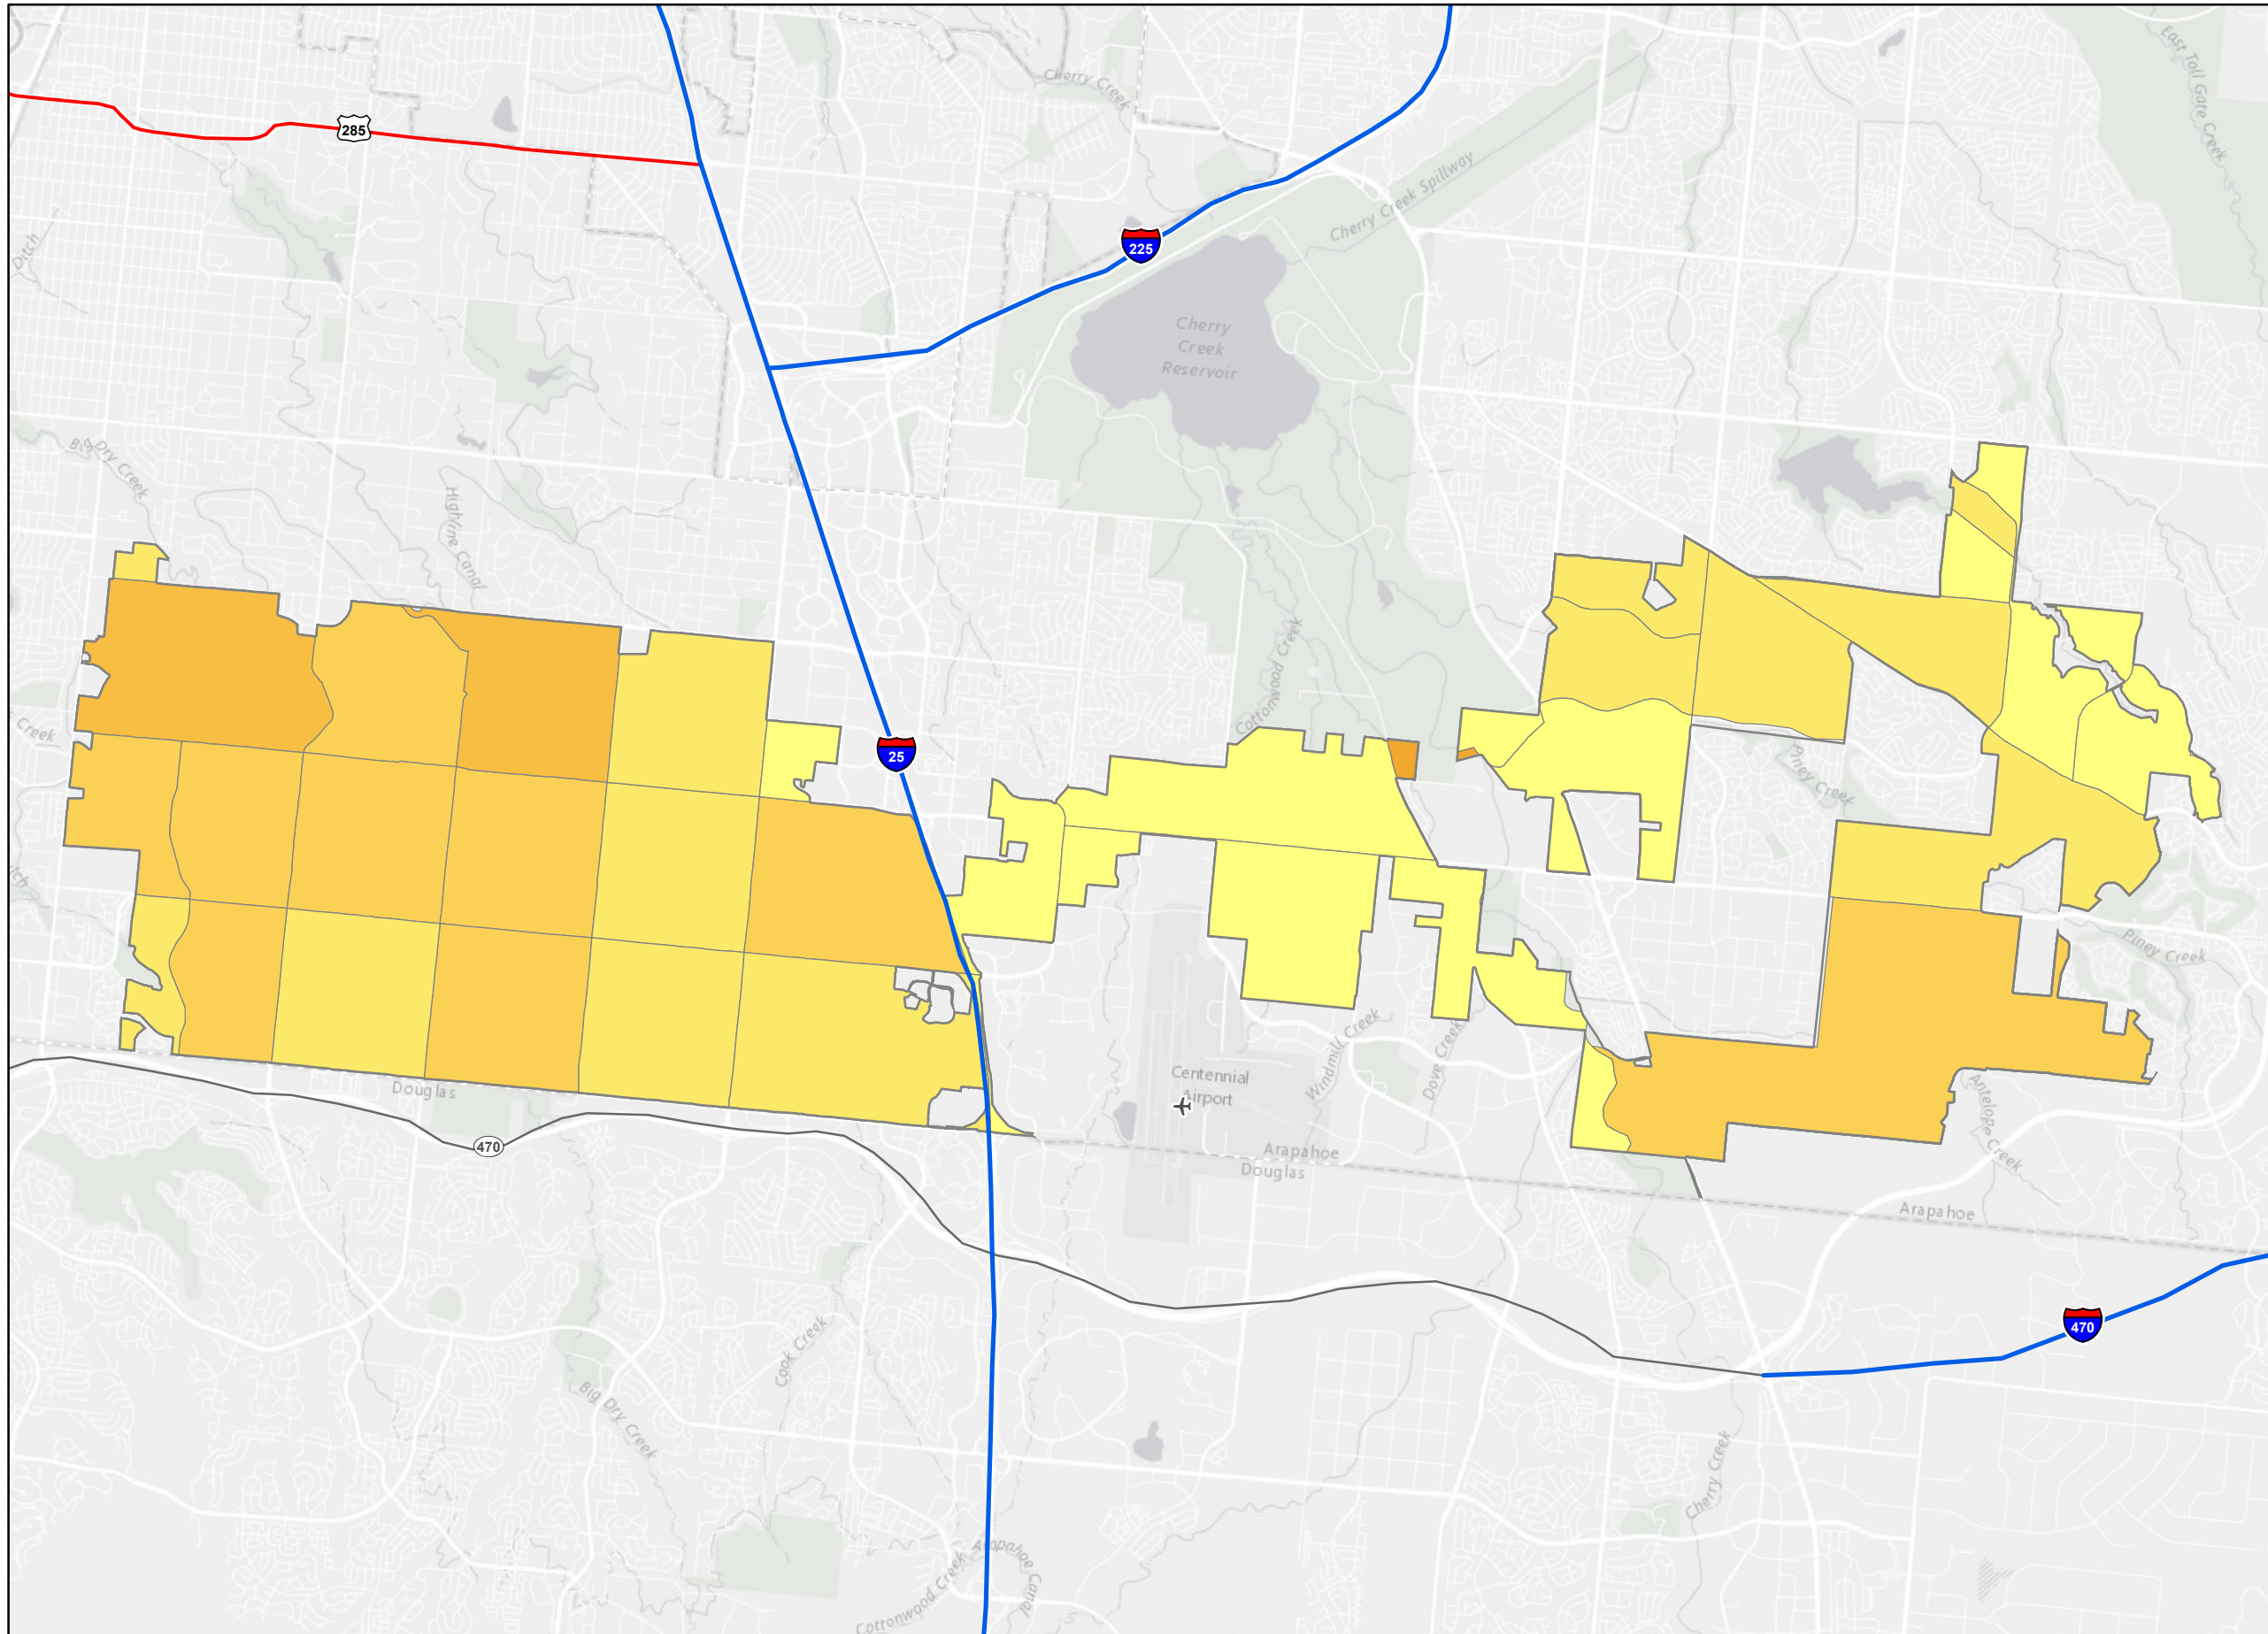 East Toll Gate Creek
Cherry Creek
285
Cherry Creek Spillway
225
Ditch
Cherry
Creek
Reservoir
Big Dry Creek
Highline Canal
Cottonwood Creek
Creek
25
Piney Creek
Piney Creek
Windmill Creek
Dove Creek
Centennial
Airport
Douglas
470
Arapahoe
Douglas
Antelope Creek
Arapahoe
470
Cook Creek
Big Dry Creek
Cherry Creek
Arapahoe Canal
Cottonwood Creek